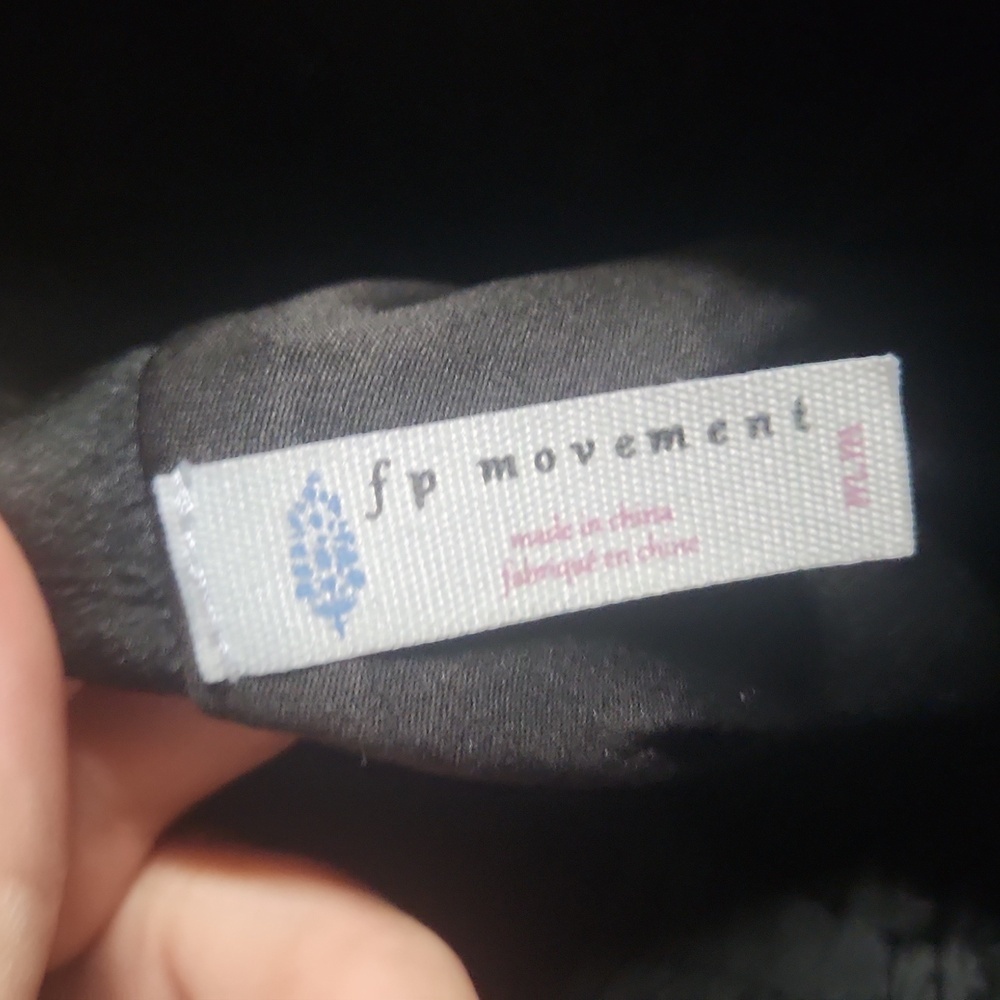 fp movement
made in china
fabriqué en chine
M/M